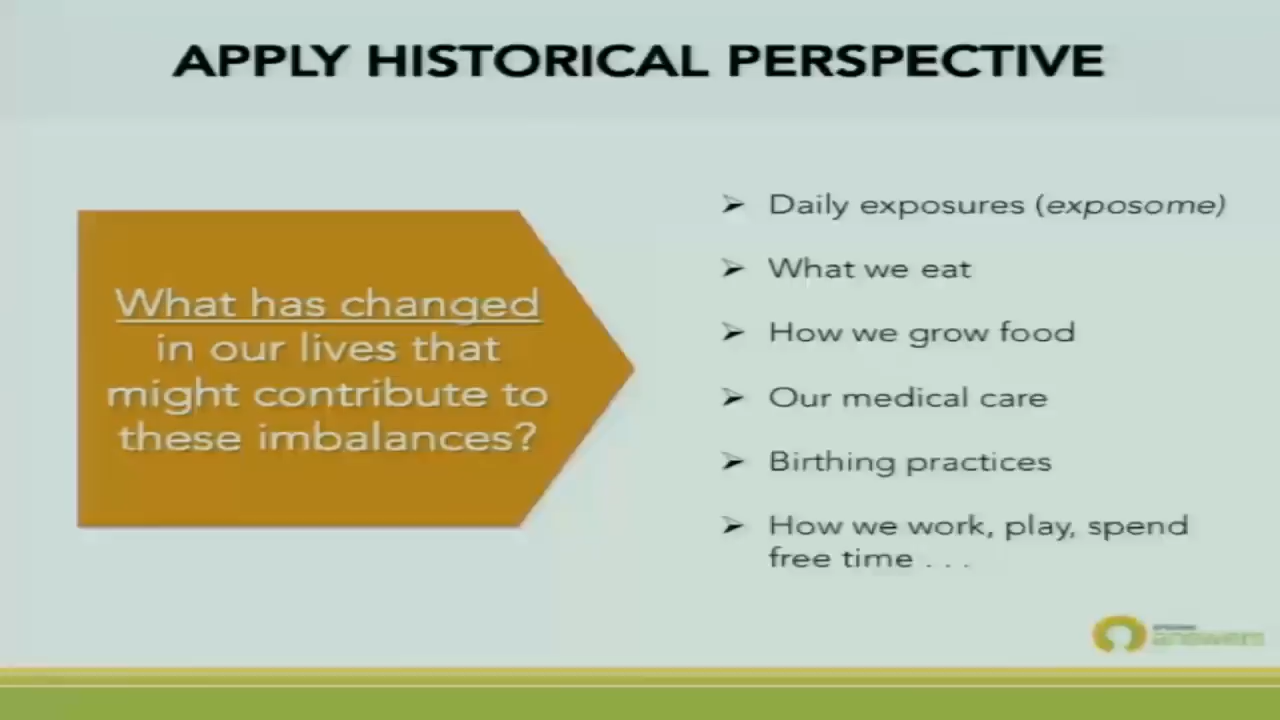 APPLY HISTORICAL PERSPECTIVE
What has changed
in our lives that
might contribute to
these imbalances?
➢ Daily exposures (exposome)
➢ What we eat
➢ How we grow food
➢ Our medical care
➢ Birthing practices
➢ How we work, play, spend
free time . . .
answers